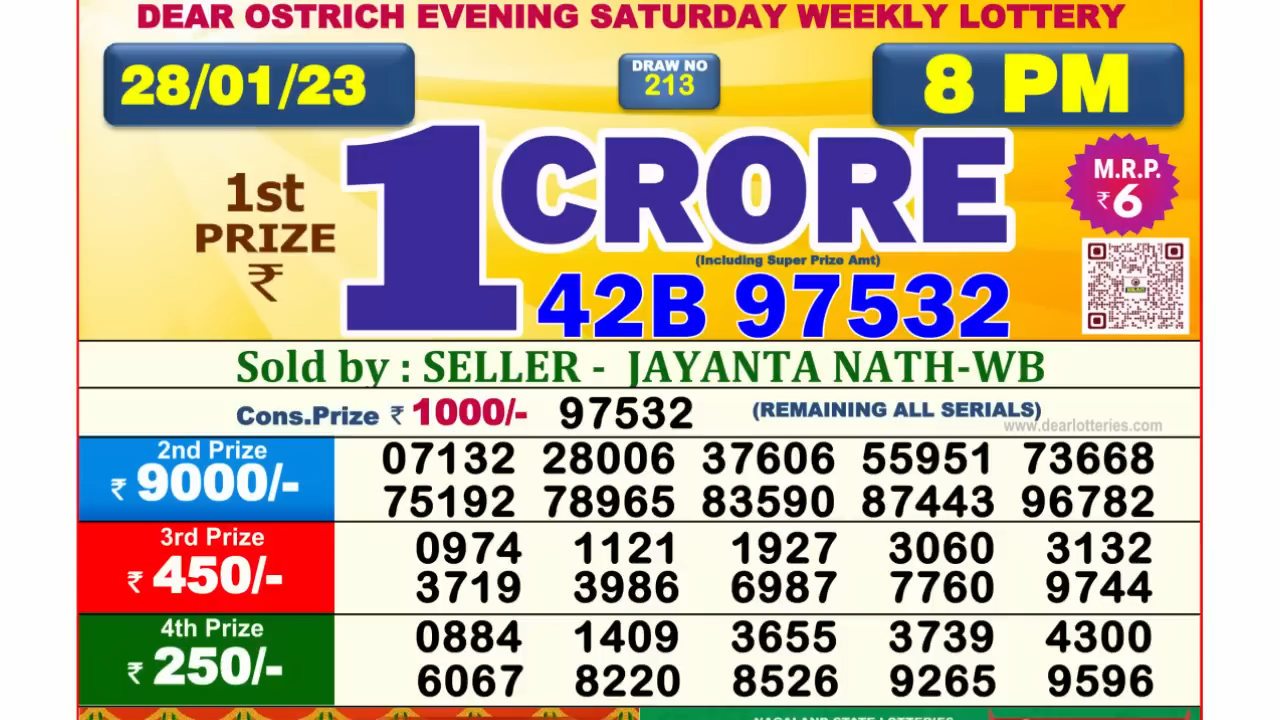 DEAR OSTRICH EVENING SATURDAY WEEKLY LOTTERY
28/01/23
DRAW NO
213
8 PM
1st
PRIZE
₹
1 CRORE
(Including Super Prize Amt)
42B 97532
M.R.P.
₹ 6
Sold by : SELLER - JAYANTA NATH-WB
Cons.Prize ₹ 1000/- 97532 (REMAINING ALL SERIALS)
www.dearlotteries.com
2nd Prize
₹ 9000/-
07132 28006 37606 55951 73668
75192 78965 83590 87443 96782
3rd Prize
₹ 450/-
0974 1121 1927 3060 3132
3719 3986 6987 7760 9744
4th Prize
₹ 250/-
0884 1409 3655 3739 4300
6067 8220 8526 9265 9596
NAGALAND STATE LOTTERIES